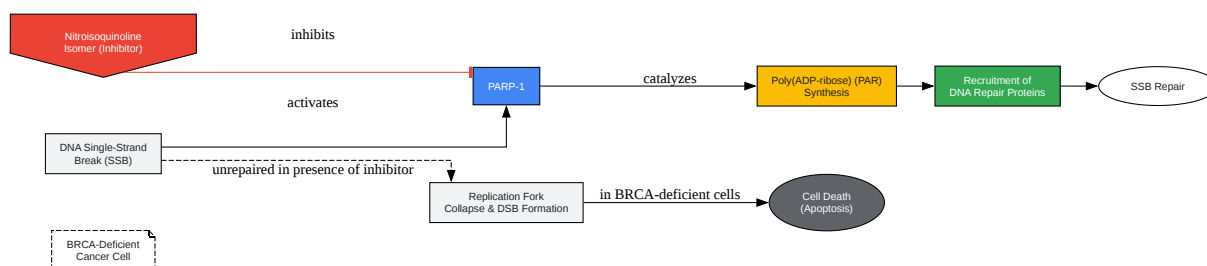 Nitroisoquinoline
Isomer (Inhibitor)
inhibits
PARP-1
catalyzes
Poly(ADP-ribose) (PAR)
Synthesis
Recruitment of
DNA Repair Proteins
SSB Repair
activates
DNA Single-Strand
Break (SSB)
unrepaired in presence of inhibitor
Replication Fork
Collapse & DSB Formation
in BRCA-deficient cells
Cell Death
(Apoptosis)
BRCA-Deficient
Cancer Cell